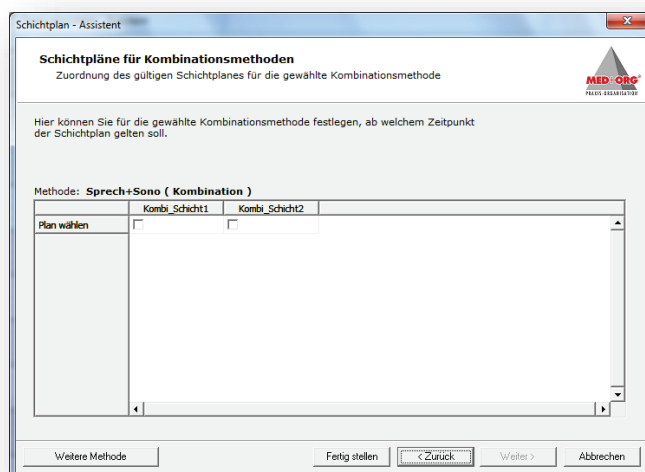 Schichtplan - Assistent
Schichtpläne für Kombinationsmethoden
Zuordnung des gültigen Schichtplanes für die gewählte Kombinationsmethode
MED+ORG®
PRAXIS-ORGANISATION
Hier können Sie für die gewählte Kombinationsmethode festlegen, ab welchem Zeitpunkt
der Schichtplan gelten soll.
Methode: Sprech+Sono ( Kombination )
Kombi_Schicht1 Kombi_Schicht2
Plan wählen
Weitere Methode Fertig stellen < Zurück Weiter > Abbrechen